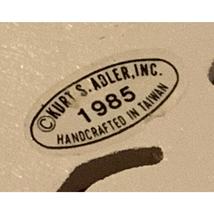 ©KURT S. ADLER, INC.
1985
HANDCRAFTED IN TAIWAN